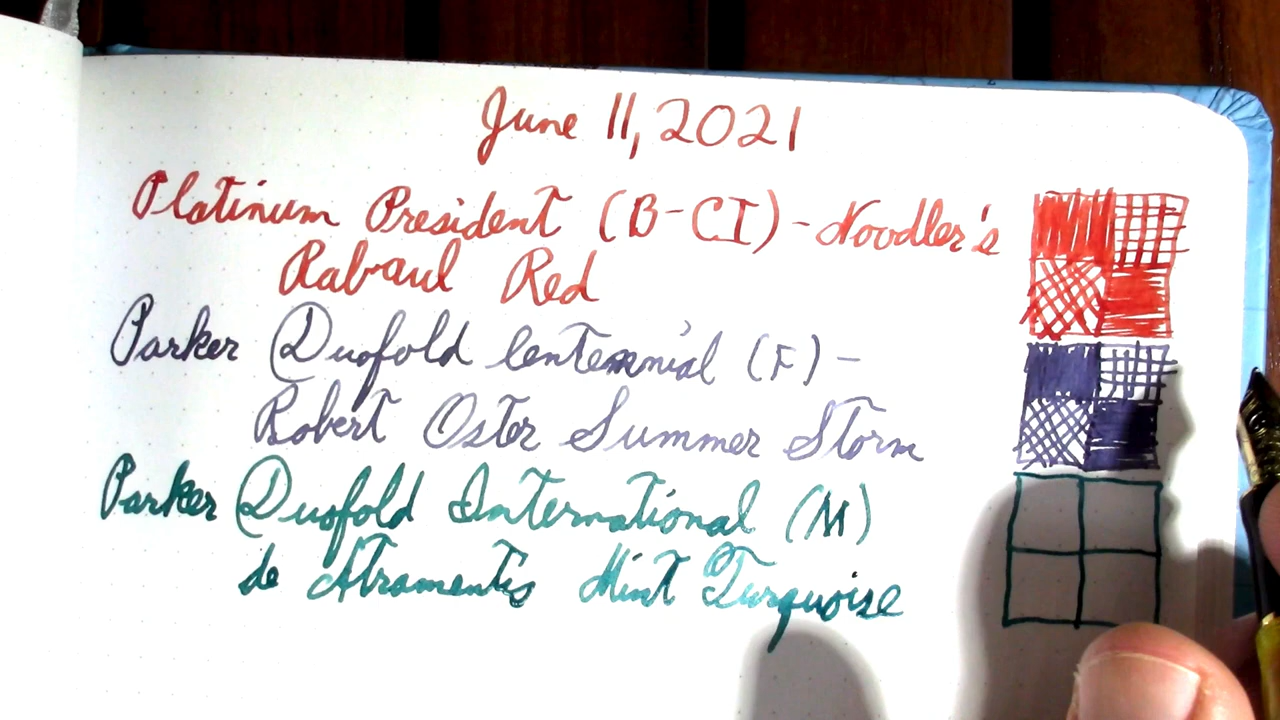 June 11, 2021
Platinum President (B-CI) - Noodler's
Rabaul Red
Parker Duofold Centennial (F) -
Robert Oster Summer Storm
Parker Duofold International (M)
de Atramentis Mint Turquoise